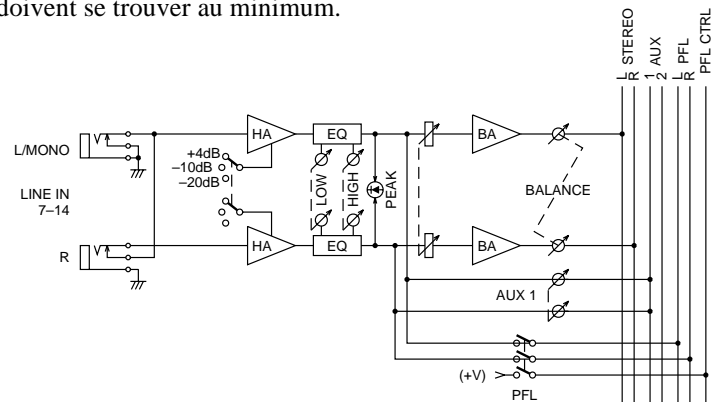 doivent se trouver au minimum.
L STEREO
R
1 AUX
2
L PFL
R
PFL CTRL
HA
EQ
BA
+4dB
–10dB
–20dB
L/MONO
LINE IN
7–14
LOW
HIGH
PEAK
BALANCE
R
HA
EQ
BA
AUX 1
(+V)
PFL